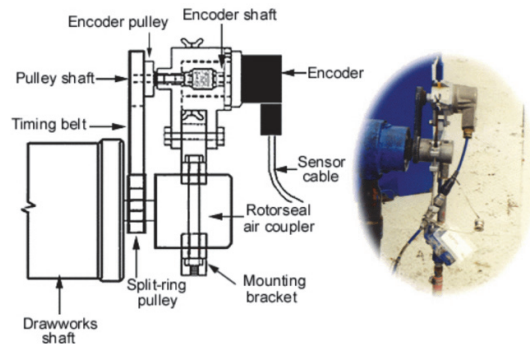 Encoder pulley
Encoder shaft
Pulley shaft
Encoder
Timing belt
Sensor
cable
Rotorseal
air coupler
Split-ring
pulley
Mounting
bracket
Drawworks
shaft